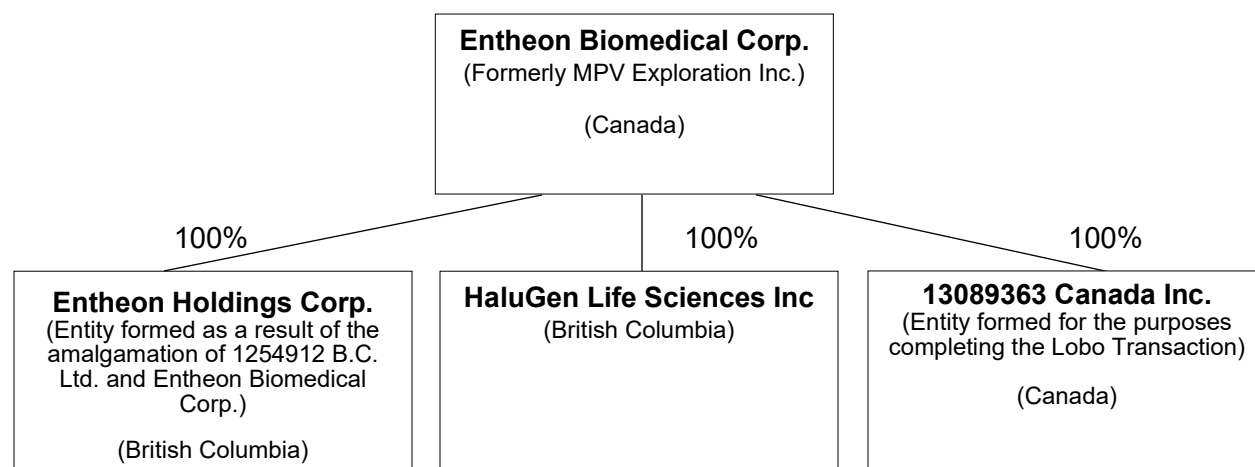 Entheon Biomedical Corp.
(Formerly MPV Exploration Inc.)
(Canada)
100%
100%
100%
Entheon Holdings Corp.
(Entity formed as a result of the
amalgamation of 1254912 B.C.
Ltd. and Entheon Biomedical
Corp.)
(British Columbia)
HaluGen Life Sciences Inc
(British Columbia)
13089363 Canada Inc.
(Entity formed for the purposes
completing the Lobo Transaction)
(Canada)